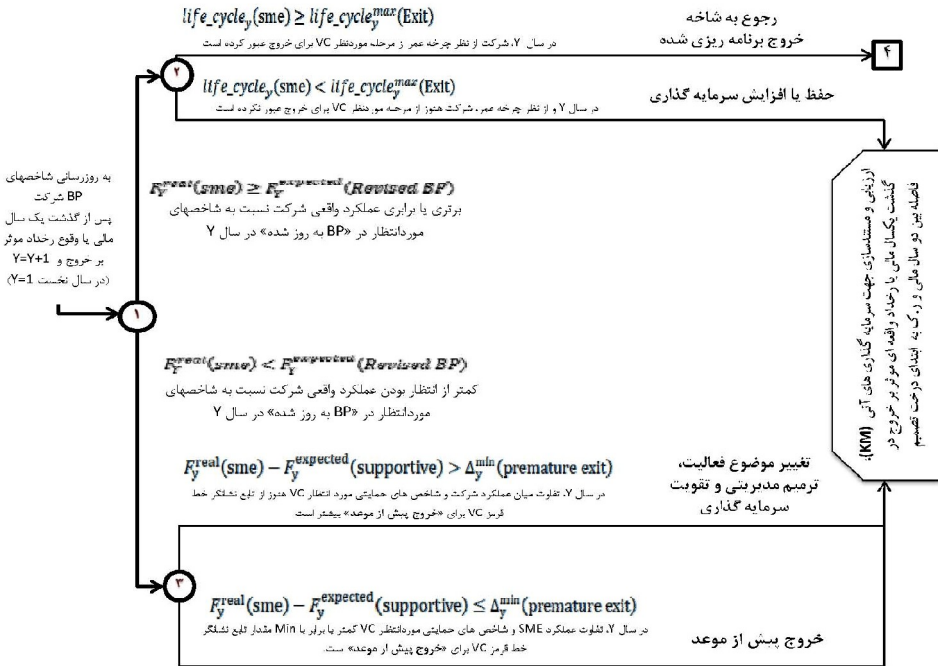 life_cycle_y(sme) ≥ life_cycle_y^max(Exit)
در سال Y، شرکت از نظر چرخه عمر از مرحله موردنظر VC برای خروج عبور کرده است
رجوع به شاخه
خروج برنامه ریزی شده
۴
۲
life_cycle_y(sme) < life_cycle_y^max(Exit)
در سال Y و از نظر چرخه عمر، شرکت هنوز از مرحله موردنظر VC برای خروج عبور نکرده است
حفظ یا افزایش سرمایه گذاری
به روزرسانی شاخصهای
BP شرکت
پس از گذشت یک سال
مالی یا وقوع رخداد موثر
بر خروج و Y=Y+1
(در سال نخست Y=1)
۱
F_Y^real(sme) ≥ F_Y^expected(Revised BP)
برتری یا برابری عملکرد واقعی شرکت نسبت به شاخصهای
موردانتظار در «BP به روز شده» در سال Y
F_Y^real(sme) < F_Y^expected(Revised BP)
کمتر از انتظار بودن عملکرد واقعی شرکت نسبت به شاخصهای
موردانتظار در «BP به روز شده» در سال Y
ارزیابی و مستندسازی جهت سرمایه گذاری های آتی (KM)،
گذشت یکسال مالی یا رخداد واقعه ای موثر بر خروج در
فاصله بین دو سال مالی و به ابتدای درخت تصمیم
F_y^real(sme) − F_y^expected(supportive) > Δ_y^min(premature exit)
در سال Y، تفاوت میان عملکرد شرکت و شاخص های حمایتی مورد انتظار VC هنوز از تابع نشانگر خط
قرمز VC برای «خروج پیش از موعد» بیشتر است
تغییر موضوع فعالیت،
ترمیم مدیریتی و تقویت
سرمایه گذاری
۳
F_y^real(sme) − F_y^expected(supportive) ≤ Δ_y^min(premature exit)
در سال Y، تفاوت عملکرد SME و شاخص های حمایتی موردانتظار VC کمتر یا برابر با Min مقدار تابع نشانگر
خط قرمز VC برای «خروج پیش از موعد» ست.
خروج پیش از موعد